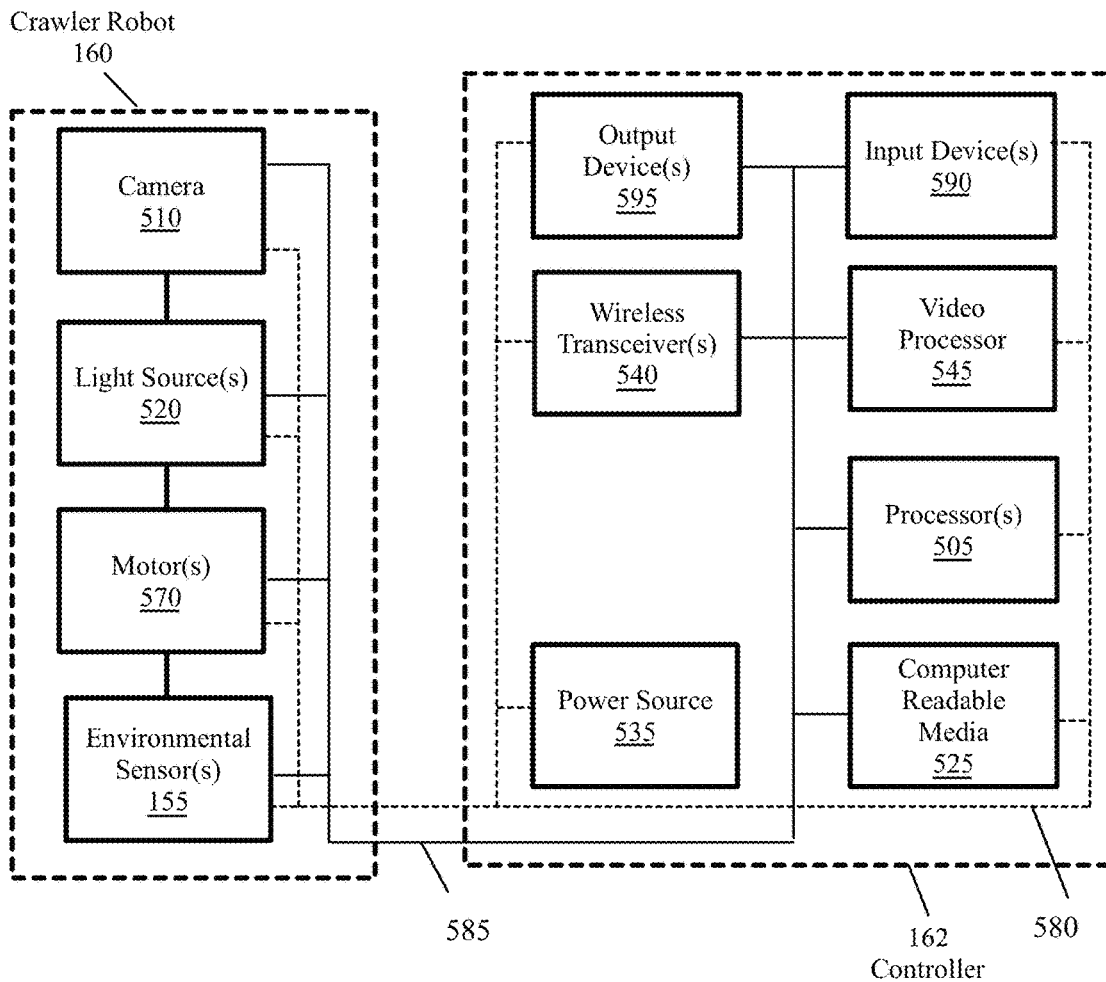 Crawler Robot
160
Camera
510
Light Source(s)
520
Motor(s)
570
Environmental
Sensor(s)
155
Output
Device(s)
595
Input Device(s)
590
Wireless
Transceiver(s)
540
Video
Processor
545
Processor(s)
505
Power Source
535
Computer
Readable
Media
525
585
162
Controller
580